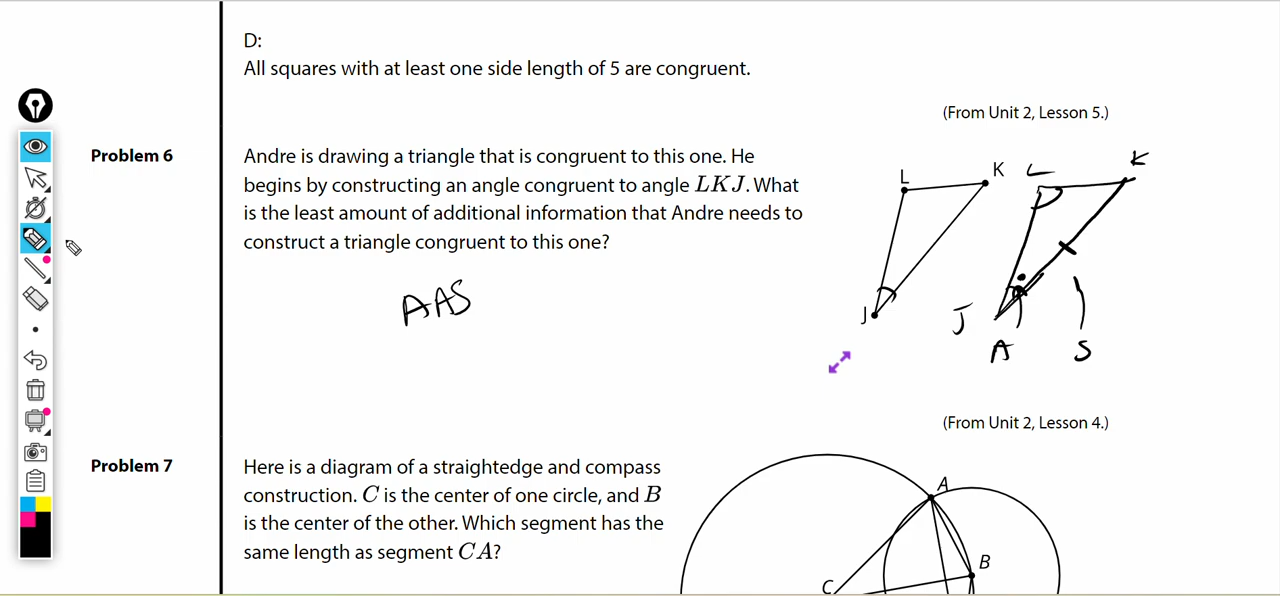 D:
All squares with at least one side length of 5 are congruent.
(From Unit 2, Lesson 5.)
Problem 6
Andre is drawing a triangle that is congruent to this one. He
begins by constructing an angle congruent to angle LKJ. What
is the least amount of additional information that Andre needs to
construct a triangle congruent to this one?
L
K
L
K
AAS
J
J
A
S
(From Unit 2, Lesson 4.)
Problem 7
Here is a diagram of a straightedge and compass
construction. C is the center of one circle, and B
is the center of the other. Which segment has the
same length as segment CA?
A
B
C